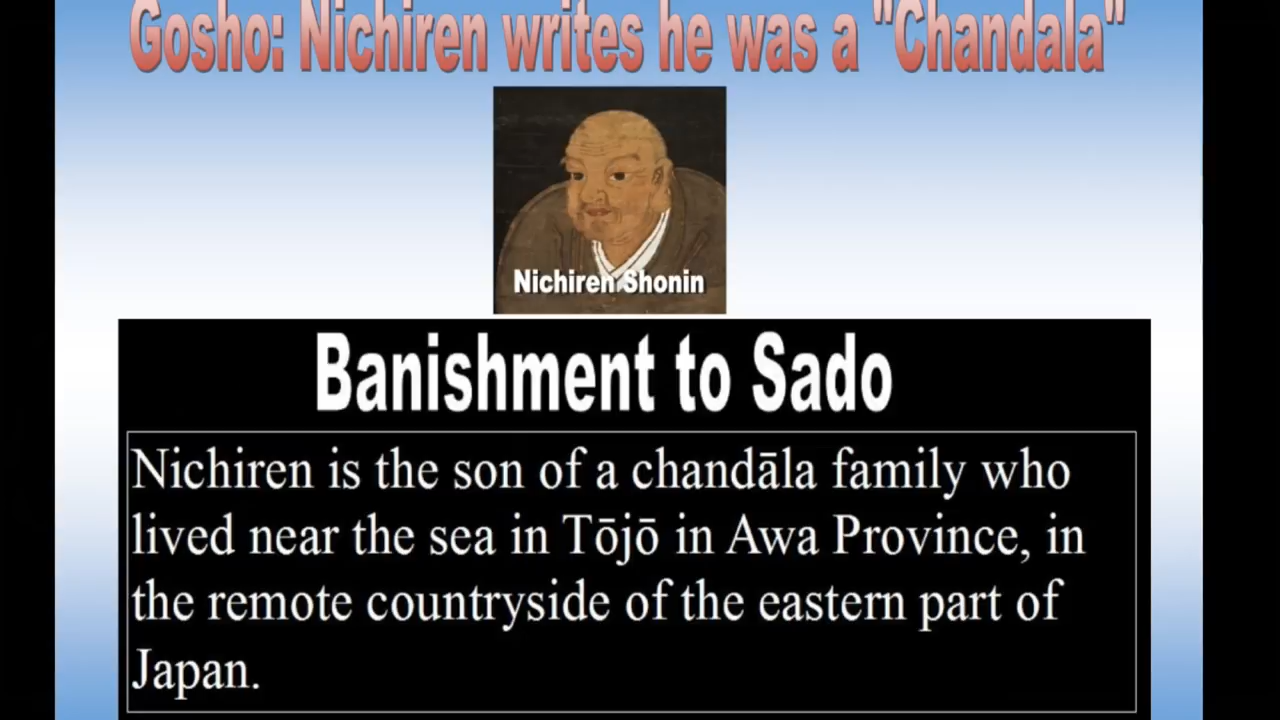 Gosho: Nichiren writes he was a "Chandala"
Nichiren Shonin
Banishment to Sado
Nichiren is the son of a chandāla family who
lived near the sea in Tōjō in Awa Province, in
the remote countryside of the eastern part of
Japan.